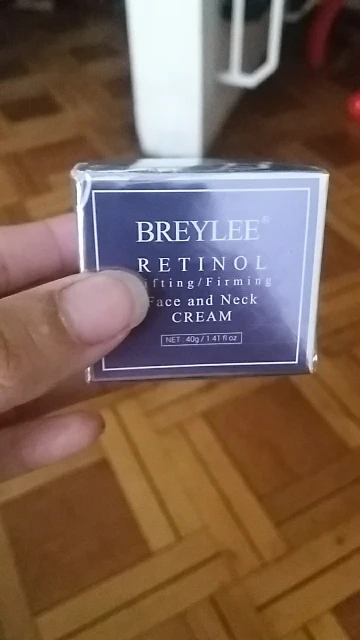 BREYLEE®
RETINOL
ifting/Firming
Face and Neck
CREAM
NET 40g / 1.41 fl oz